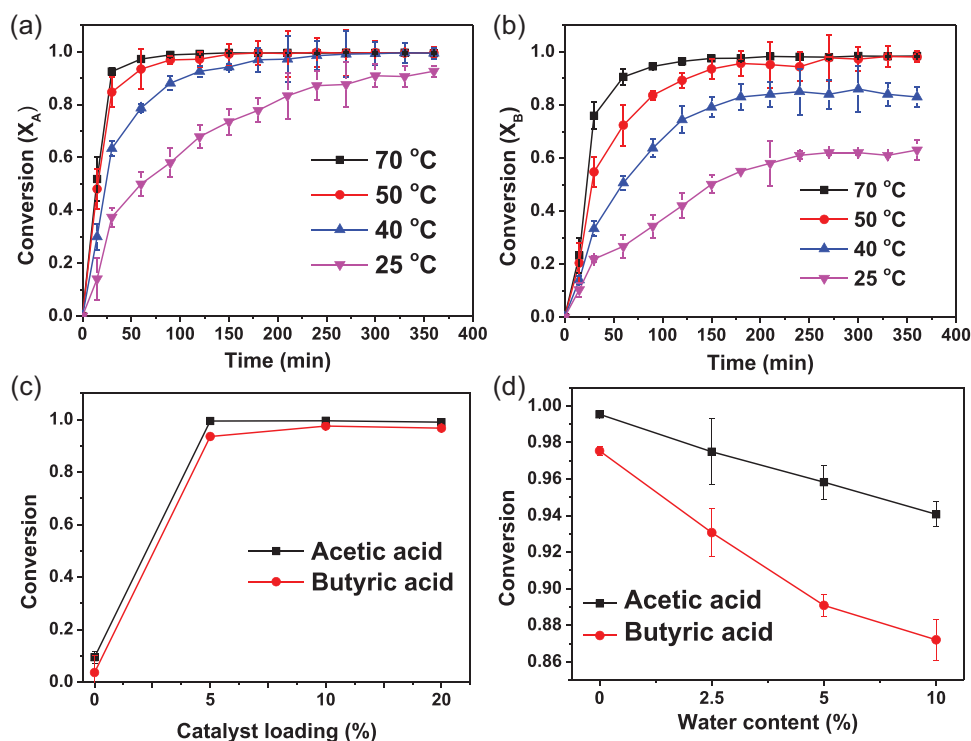 (a)
1.0
0.8
0.6
0.4
0.2
0.0
Conversion (X_A)
70 °C
50 °C
40 °C
25 °C
0 50 100 150 200 250 300 350 400
Time (min)
(b)
1.0
0.8
0.6
0.4
0.2
0.0
Conversion (X_B)
70 °C
50 °C
40 °C
25 °C
0 50 100 150 200 250 300 350 400
Time (min)
(c)
1.0
0.8
0.6
0.4
0.2
0.0
Conversion
Acetic acid
Butyric acid
0 5 10 20
Catalyst loading (%)
(d)
1.00
0.98
0.96
0.94
0.92
0.90
0.88
0.86
Conversion
Acetic acid
Butyric acid
0 2.5 5 10
Water content (%)